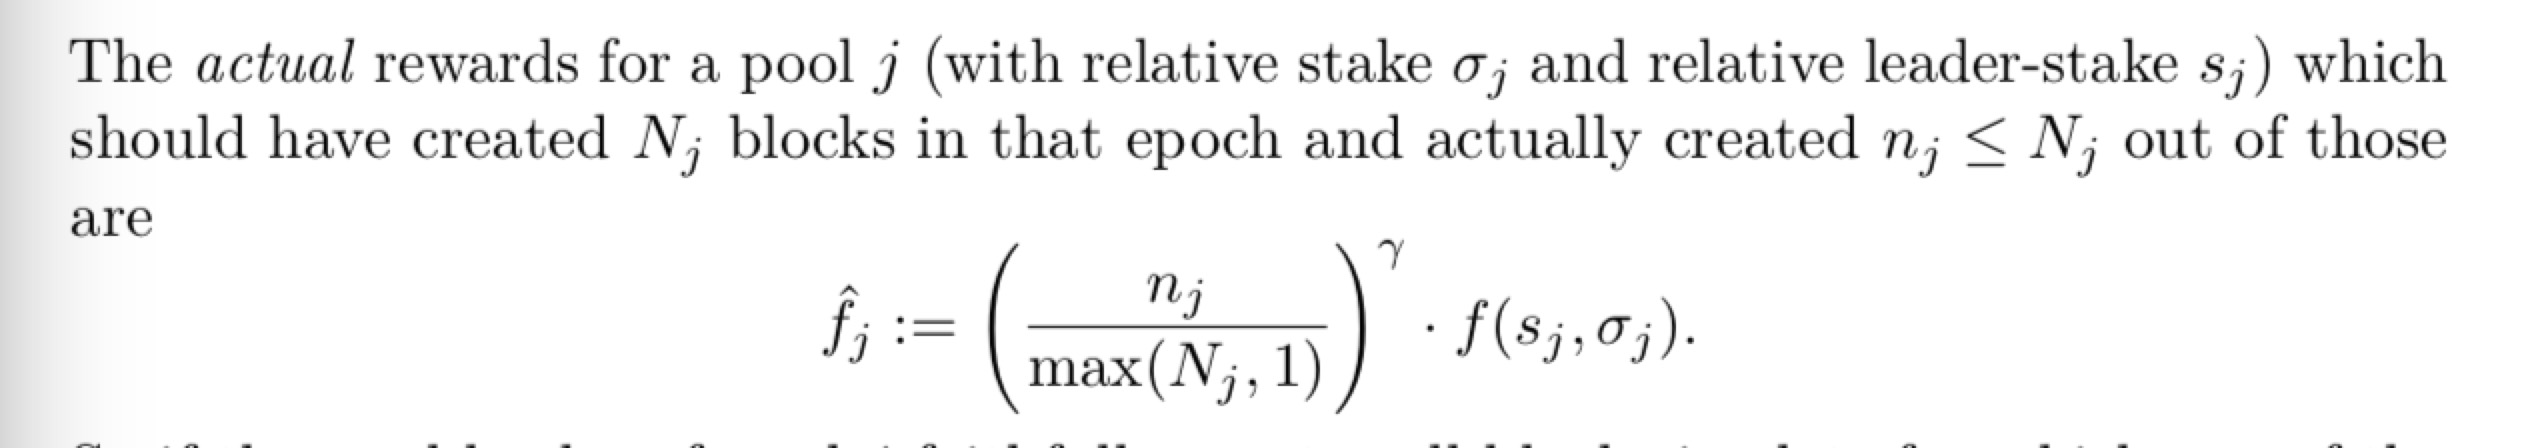 The actual rewards for a pool j (with relative stake σ_j and relative leader-stake s_j) which
should have created N_j blocks in that epoch and actually created n_j ≤ N_j out of those
are
f̂_j := (n_j / max(N_j, 1))^γ · f(s_j, σ_j).